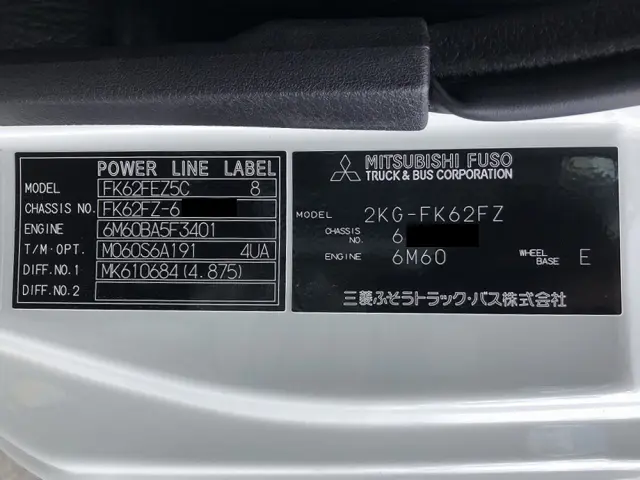 POWER LINE LABEL
MODEL FK62FEZ5C 8
CHASSIS NO. FK62FZ-6
ENGINE 6M60BA5F3401
T/M・OPT. M060S6A191 4UA
DIFF.NO.1 MK610684(4.875)
DIFF.NO.2
MITSUBISHI FUSO
TRUCK & BUS CORPORATION
MODEL 2KG-FK62FZ
CHASSIS NO. 6
ENGINE 6M60 WHEEL BASE E
三菱ふそうトラック・バス株式会社